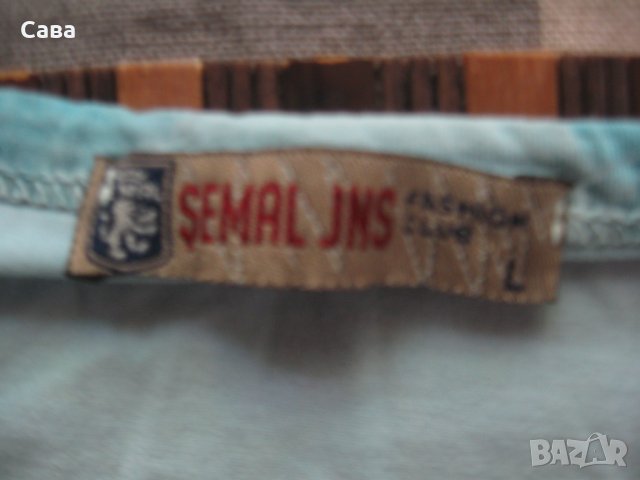 Сава
ŞEMAL JNS
FASHION
CLUB
L
BAZAR